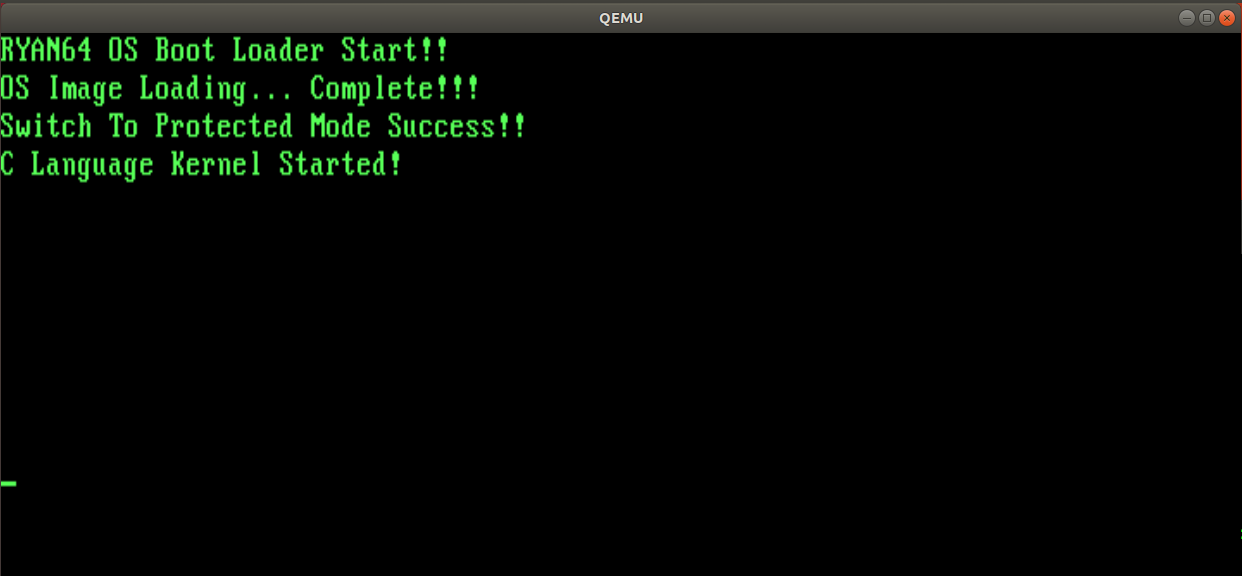 QEMU
RYAN64 OS Boot Loader Start!!
OS Image Loading... Complete!!!
Switch To Protected Mode Success!!
C Language Kernel Started!